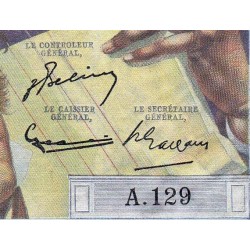 LE CONTROLEUR
GÉNÉRAL,
LE CAISSIER
GÉNÉRAL,
LE SECRÉTAIRE
GÉNÉRAL,
A.129